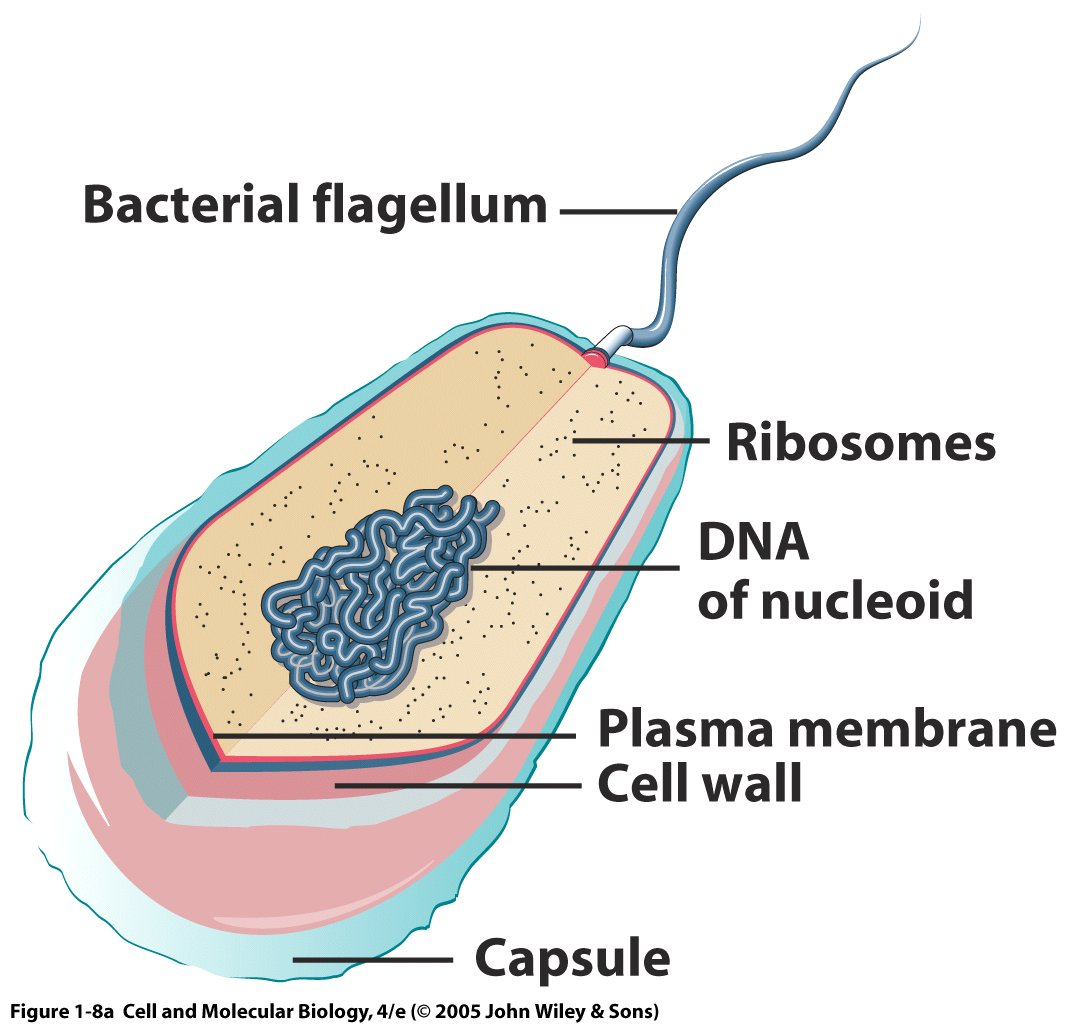 Bacterial flagellum
Ribosomes
DNA
of nucleoid
Plasma membrane
Cell wall
Capsule
Figure 1-8a Cell and Molecular Biology, 4/e (© 2005 John Wiley & Sons)